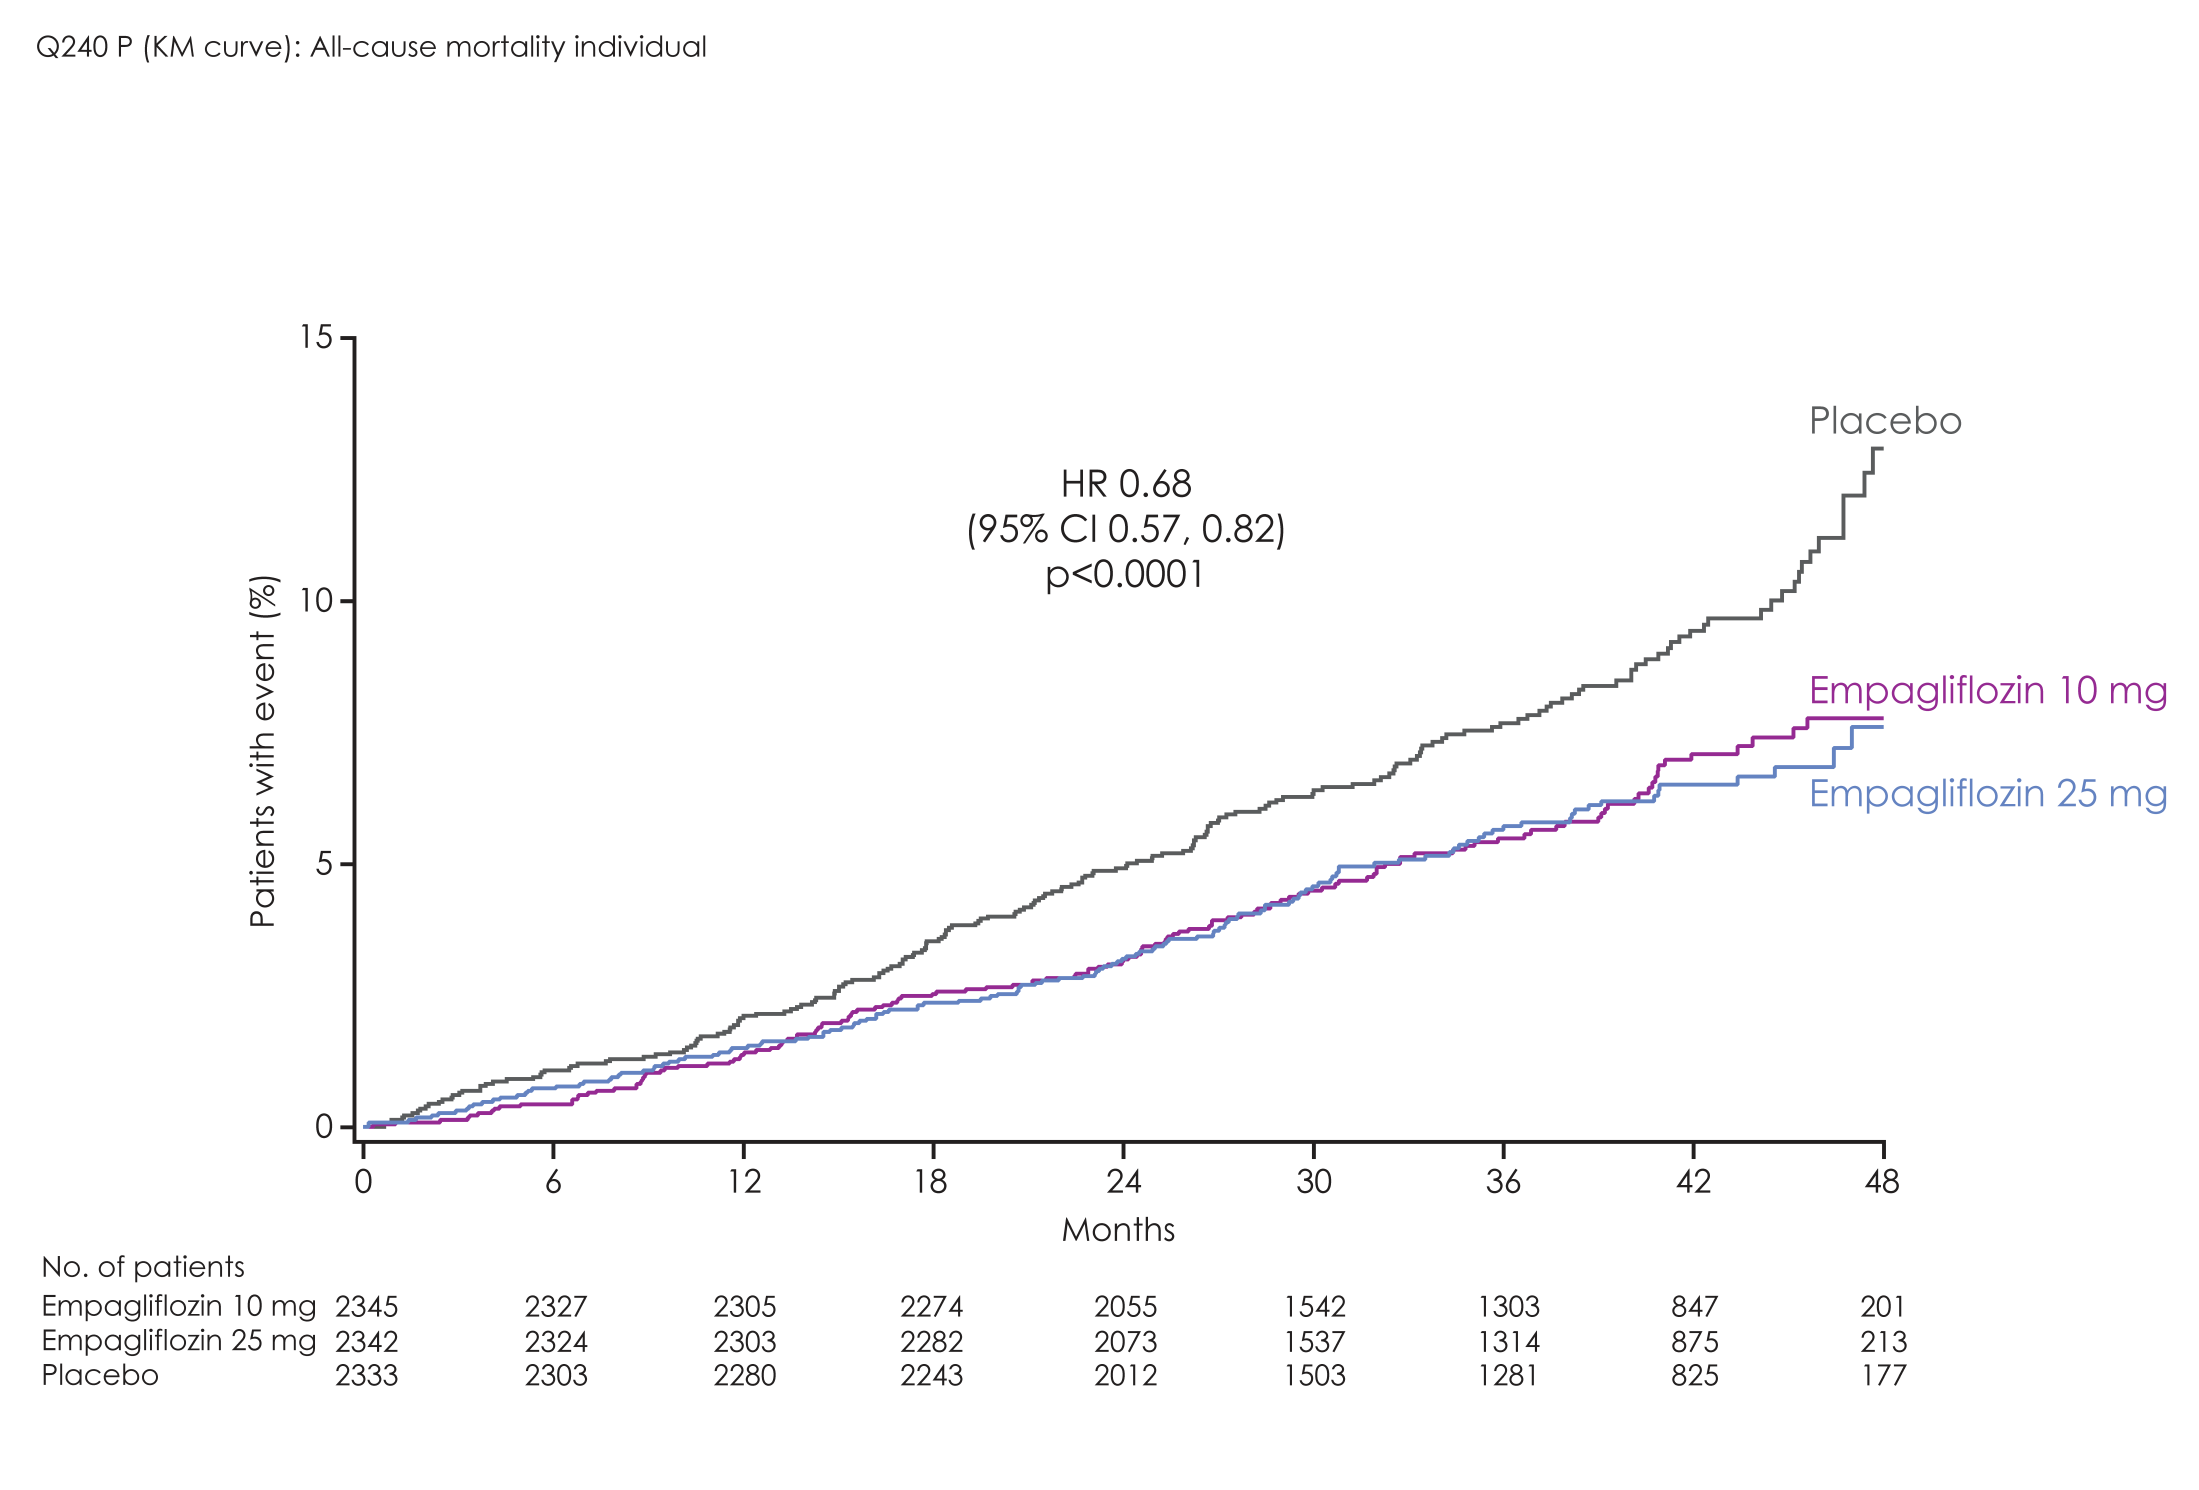 Q240 P (KM curve): All-cause mortality individual
15
10
5
0
Patients with event (%)
HR 0.68
(95% CI 0.57, 0.82)
p<0.0001
Placebo
Empagliflozin 10 mg
Empagliflozin 25 mg
0 6 12 18 24 30 36 42 48
Months
No. of patients
Empagliflozin 10 mg 2345 2327 2305 2274 2055 1542 1303 847 201
Empagliflozin 25 mg 2342 2324 2303 2282 2073 1537 1314 875 213
Placebo 2333 2303 2280 2243 2012 1503 1281 825 177